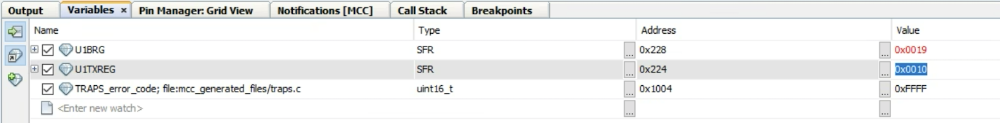 Output Variables × Pin Manager: Grid View Notifications [MCC] Call Stack Breakpoints
Name Type Address Value
U1BRG SFR ... 0x228 ... 0x0019
U1TXREG SFR ... 0x224 ... 0x0010
TRAPS_error_code; file:mcc_generated_files/traps.c uint16_t ... 0x1004 ... 0xFFFF
<Enter new watch> ... ...